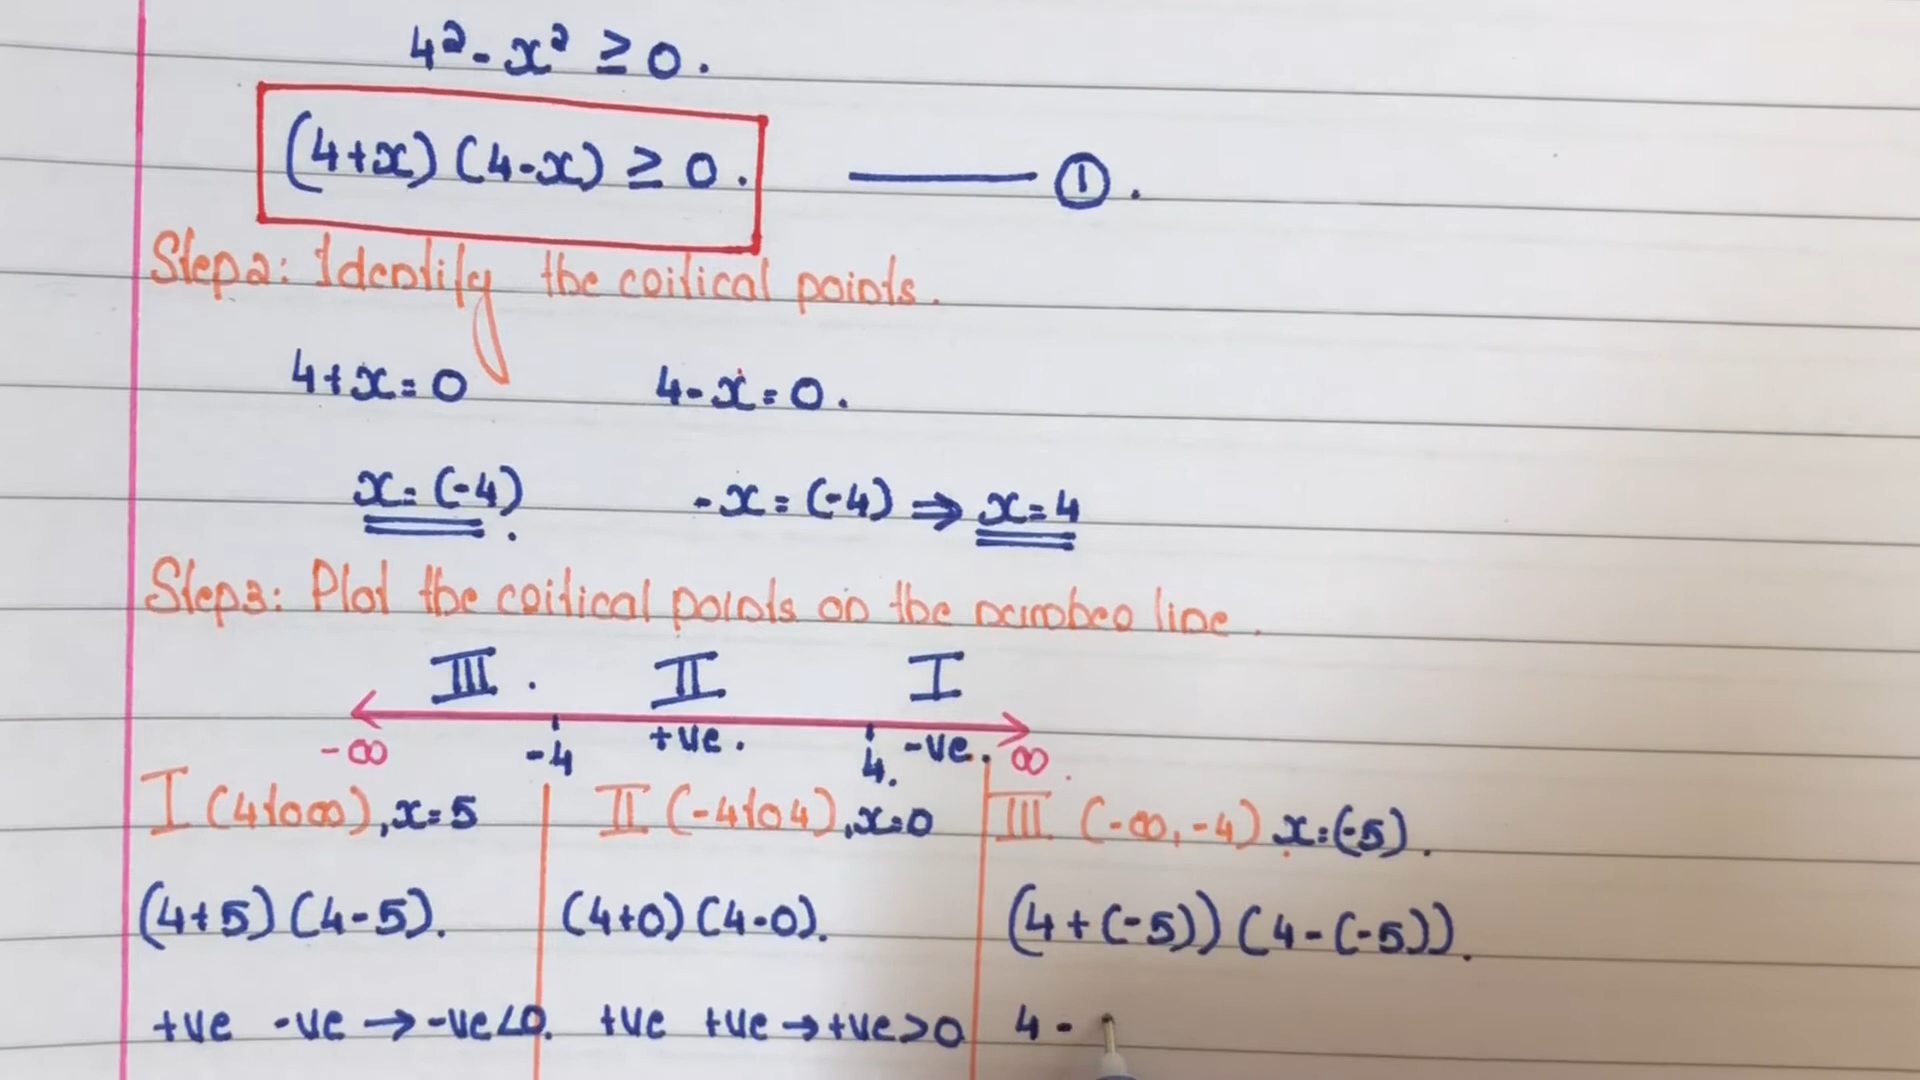 4² - x² ≥ 0.
(4+x) (4-x) ≥ 0. ——— ①.
Step2: Identify the critical points.
4+x=0 4-x=0.
x=(-4). -x=(-4) ⇒ x=4
Step3: Plot the critical points on the number line.
III. II I
-∞ -4 +ve. 4. -ve. ∞.
I (4 to ∞), x=5 II (-4 to 4), x=0 III (-∞, -4) x=(-5).
(4+5) (4-5). (4+0) (4-0). (4+(-5)) (4-(-5)).
+ve -ve → -ve<0. +ve +ve → +ve>0 4 -